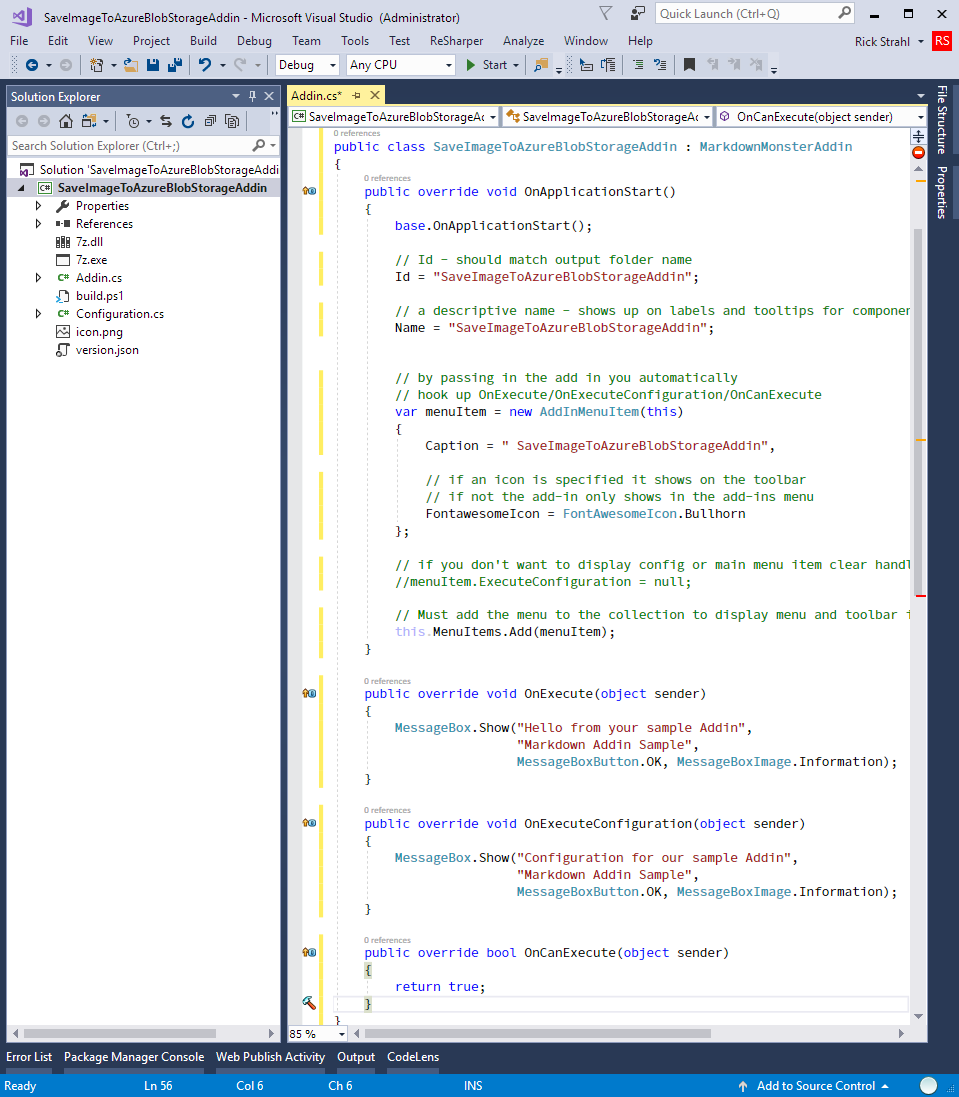 SaveImageToAzureBlobStorageAddin - Microsoft Visual Studio (Administrator)
Quick Launch (Ctrl+Q)
File Edit View Project Build Debug Team Tools Test ReSharper Analyze Window Help
Rick Strahl RS
Debug Any CPU Start
Solution Explorer
Search Solution Explorer (Ctrl+;)
Solution 'SaveImageToAzureBlobStorageAddi
SaveImageToAzureBlobStorageAddin
Properties
References
7z.dll
7z.exe
Addin.cs
build.ps1
Configuration.cs
icon.png
version.json
Addin.cs*
SaveImageToAzureBlobStorageAc SaveImageToAzureBlobStorageAc OnCanExecute(object sender)
0 references
public class SaveImageToAzureBlobStorageAddin : MarkdownMonsterAddin
{
0 references
public override void OnApplicationStart()
{
base.OnApplicationStart();
// Id - should match output folder name
Id = "SaveImageToAzureBlobStorageAddin";
// a descriptive name - shows up on labels and tooltips for componen
Name = "SaveImageToAzureBlobStorageAddin";
// by passing in the add in you automatically
// hook up OnExecute/OnExecuteConfiguration/OnCanExecute
var menuItem = new AddInMenuItem(this)
{
Caption = " SaveImageToAzureBlobStorageAddin",
// if an icon is specified it shows on the toolbar
// if not the add-in only shows in the add-ins menu
FontawesomeIcon = FontAwesomeIcon.Bullhorn
};
// if you don't want to display config or main menu item clear handl
//menuItem.ExecuteConfiguration = null;
// Must add the menu to the collection to display menu and toolbar i
this.MenuItems.Add(menuItem);
}
0 references
public override void OnExecute(object sender)
{
MessageBox.Show("Hello from your sample Addin",
"Markdown Addin Sample",
MessageBoxButton.OK, MessageBoxImage.Information);
}
0 references
public override void OnExecuteConfiguration(object sender)
{
MessageBox.Show("Configuration for our sample Addin",
"Markdown Addin Sample",
MessageBoxButton.OK, MessageBoxImage.Information);
}
0 references
public override bool OnCanExecute(object sender)
{
return true;
}
}
85 %
File Structure
Properties
Error List Package Manager Console Web Publish Activity Output CodeLens
Ready Ln 56 Col 6 Ch 6 INS Add to Source Control